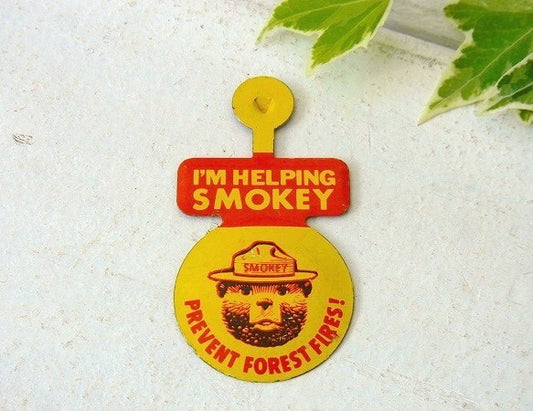 I'M HELPING
SMOKEY
SMOKEY
PREVENT FOREST FIRES!